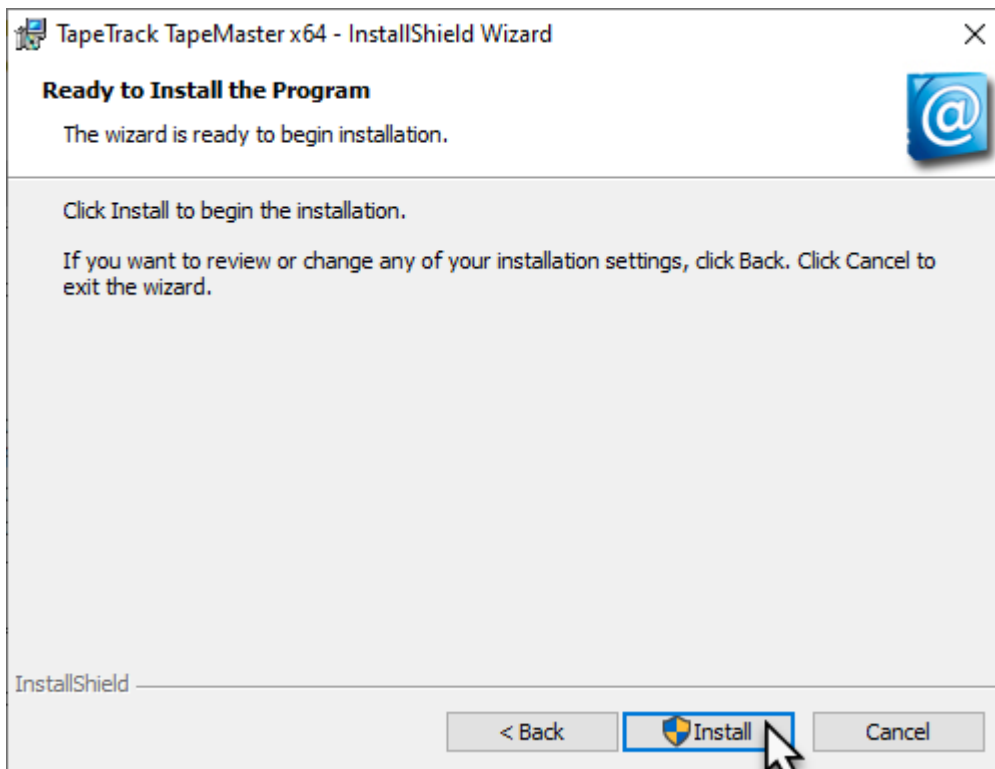 TapeTrack TapeMaster x64 - InstallShield Wizard
Ready to Install the Program
The wizard is ready to begin installation.
@
Click Install to begin the installation.
If you want to review or change any of your installation settings, click Back. Click Cancel to
exit the wizard.
InstallShield
< Back
Install
Cancel